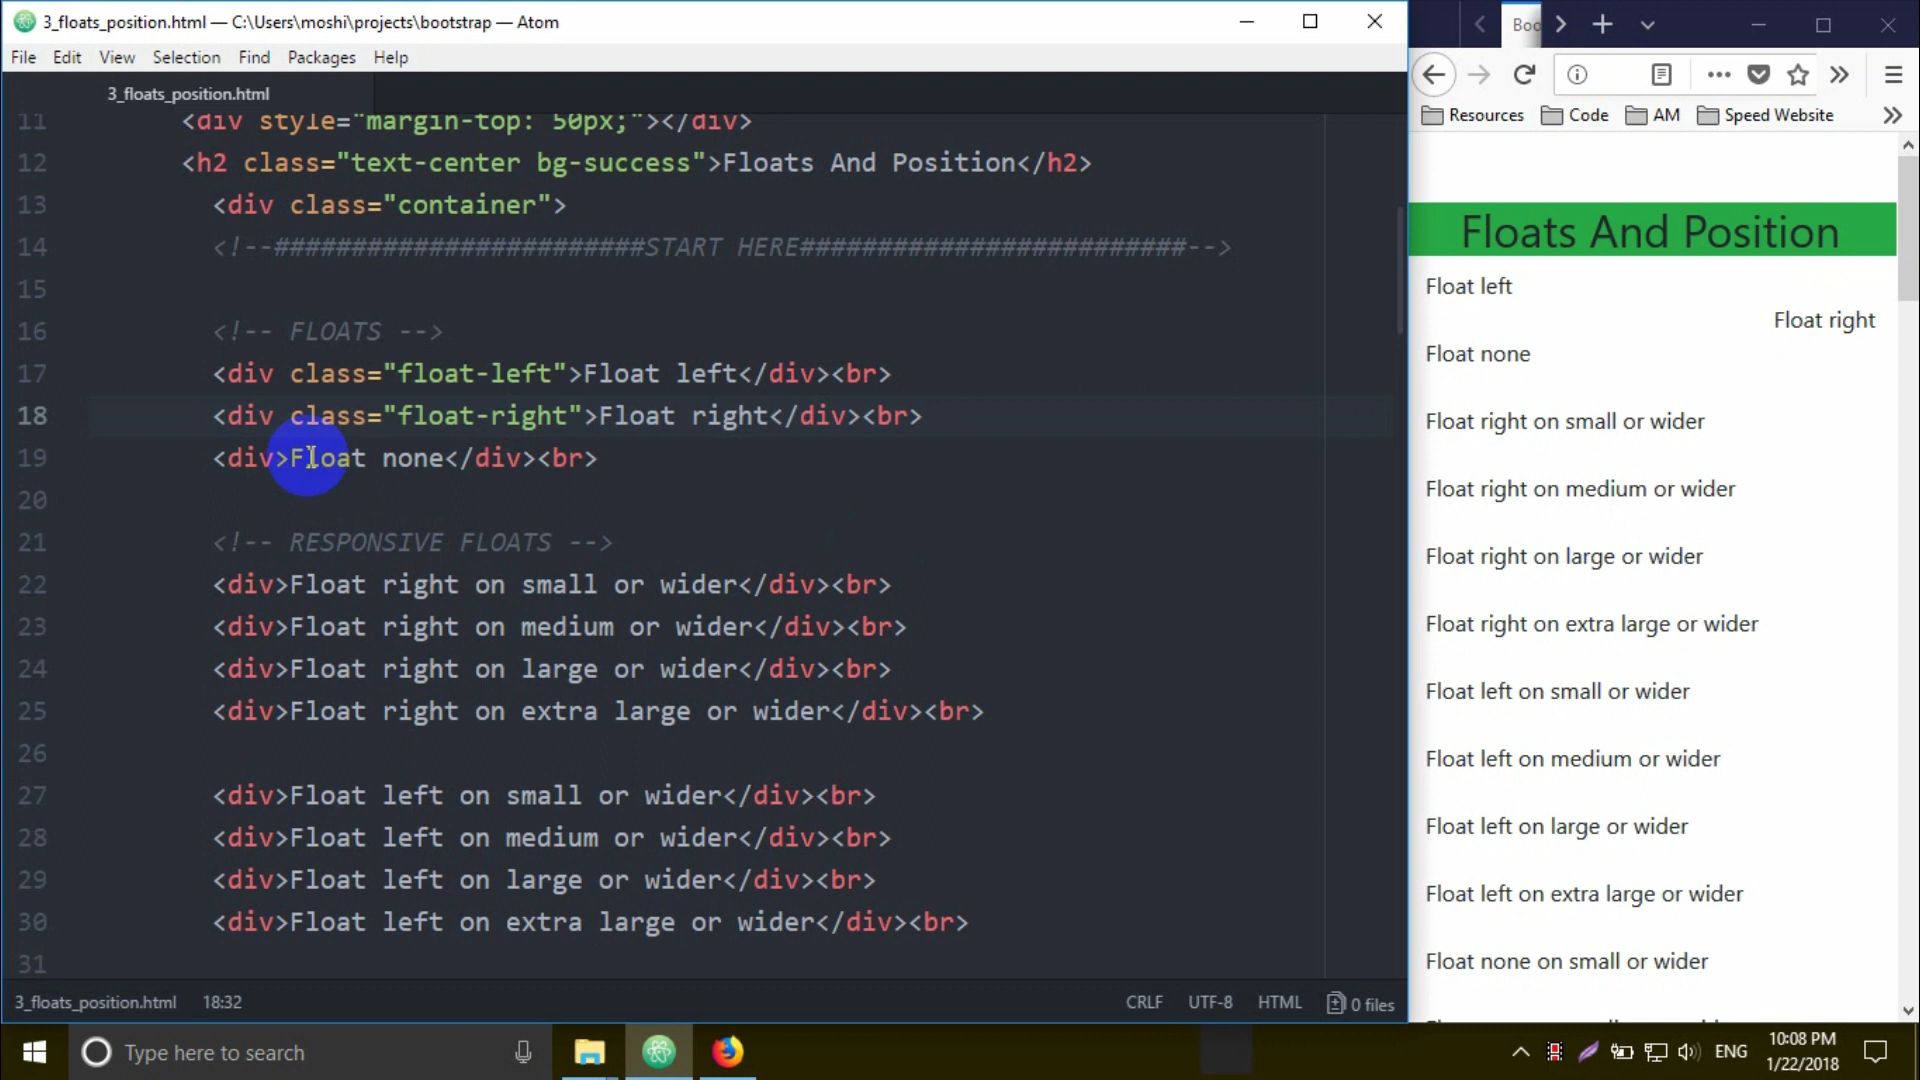 3_floats_position.html — C:\Users\moshi\projects\bootstrap — Atom
File Edit View Selection Find Packages Help
3_floats_position.html
11 <div style="margin-top: 50px;"></div>
12 <h2 class="text-center bg-success">Floats And Position</h2>
13 <div class="container">
14 <!--########################START HERE#########################-->
15
16 <!-- FLOATS -->
17 <div class="float-left">Float left</div><br>
18 <div class="float-right">Float right</div><br>
19 <div>Float none</div><br>
20
21 <!-- RESPONSIVE FLOATS -->
22 <div>Float right on small or wider</div><br>
23 <div>Float right on medium or wider</div><br>
24 <div>Float right on large or wider</div><br>
25 <div>Float right on extra large or wider</div><br>
26
27 <div>Float left on small or wider</div><br>
28 <div>Float left on medium or wider</div><br>
29 <div>Float left on large or wider</div><br>
30 <div>Float left on extra large or wider</div><br>
31
3_floats_position.html 18:32 CRLF UTF-8 HTML 0 files
Boo
Resources Code AM Speed Website
Floats And Position
Float left
Float right
Float none
Float right on small or wider
Float right on medium or wider
Float right on large or wider
Float right on extra large or wider
Float left on small or wider
Float left on medium or wider
Float left on large or wider
Float left on extra large or wider
Float none on small or wider
Type here to search
ENG
10:08 PM
1/22/2018